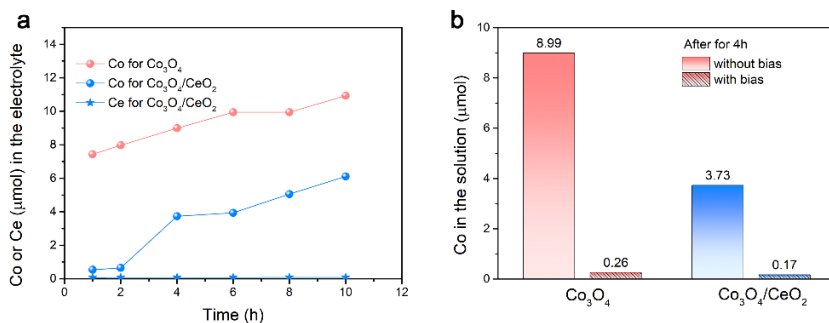 a
Co or Ce (μmol) in the electrolyte
15
14
12
10
8
6
4
2
0
Co for Co₃O₄
Co for Co₃O₄/CeO₂
Ce for Co₃O₄/CeO₂
0
2
4
6
8
10
12
Time (h)
b
Co in the solution (μmol)
10
8
6
4
2
0
After for 4h
without bias
with bias
8.99
0.26
3.73
0.17
Co₃O₄
Co₃O₄/CeO₂